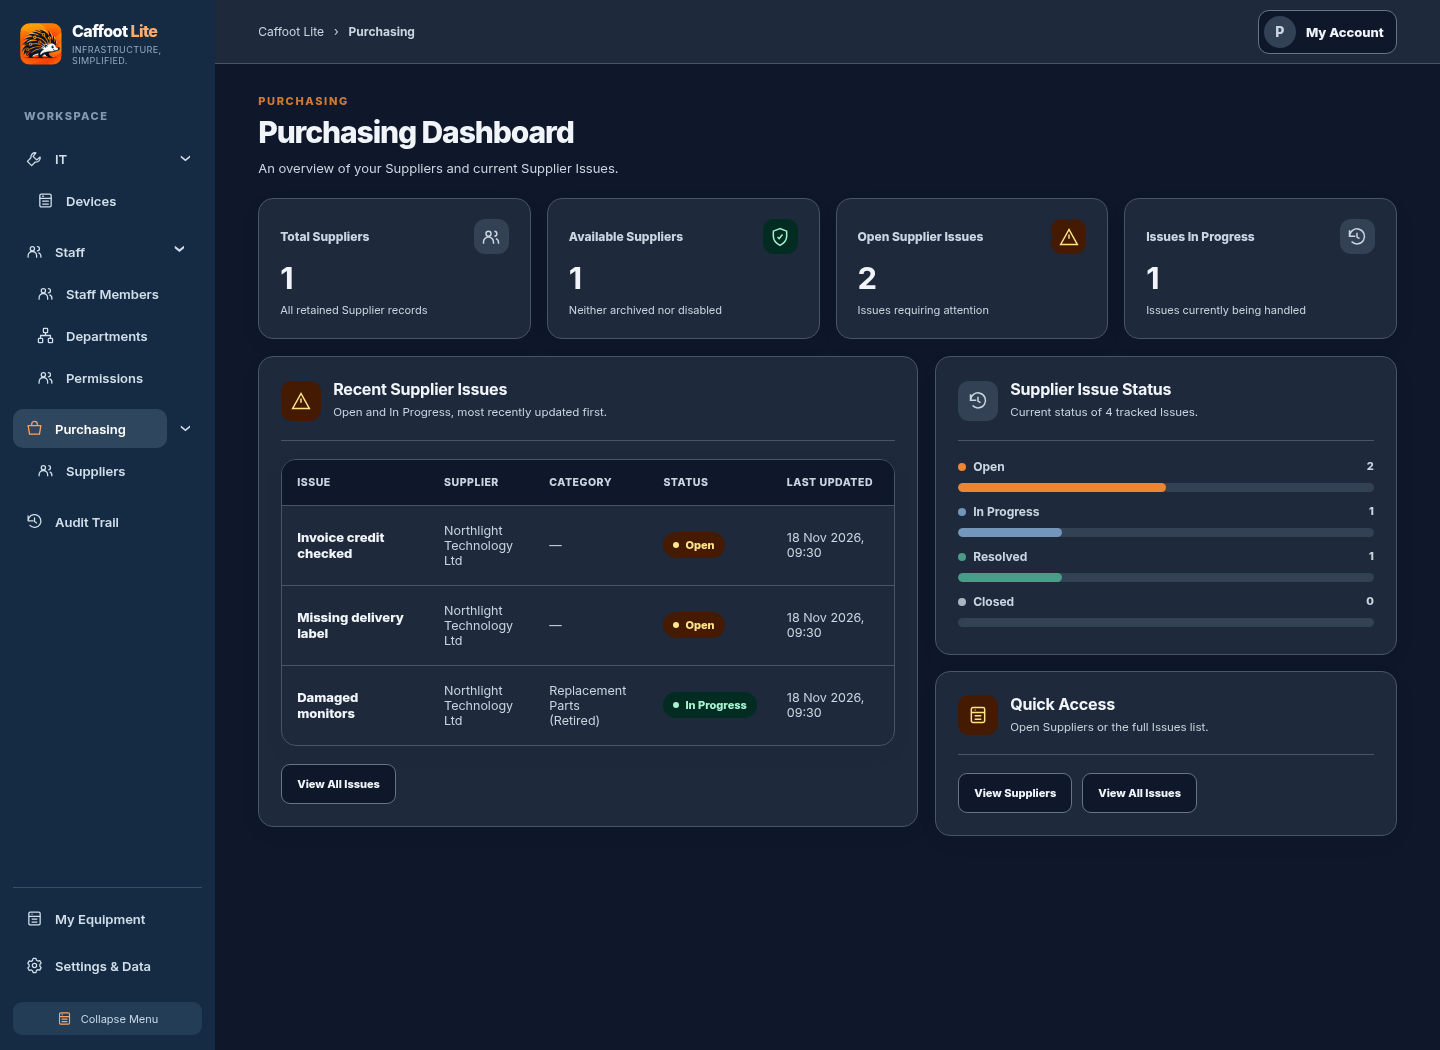 Caffoot Lite
INFRASTRUCTURE,
SIMPLIFIED.
WORKSPACE
IT
Devices
Staff
Staff Members
Departments
Permissions
Purchasing
Suppliers
Audit Trail
My Equipment
Settings & Data
Collapse Menu
Caffoot Lite › Purchasing
P My Account
PURCHASING
Purchasing Dashboard
An overview of your Suppliers and current Supplier Issues.
Total Suppliers
1
All retained Supplier records
Available Suppliers
1
Neither archived nor disabled
Open Supplier Issues
2
Issues requiring attention
Issues In Progress
1
Issues currently being handled
Recent Supplier Issues
Open and In Progress, most recently updated first.
ISSUE SUPPLIER CATEGORY STATUS LAST UPDATED
Invoice credit
checked
Northlight
Technology
Ltd
—
Open
18 Nov 2026,
09:30
Missing delivery
label
Northlight
Technology
Ltd
—
Open
18 Nov 2026,
09:30
Damaged
monitors
Northlight
Technology
Ltd
Replacement
Parts
(Retired)
In Progress
18 Nov 2026,
09:30
View All Issues
Supplier Issue Status
Current status of 4 tracked Issues.
Open 2
In Progress 1
Resolved 1
Closed 0
Quick Access
Open Suppliers or the full Issues list.
View Suppliers
View All Issues